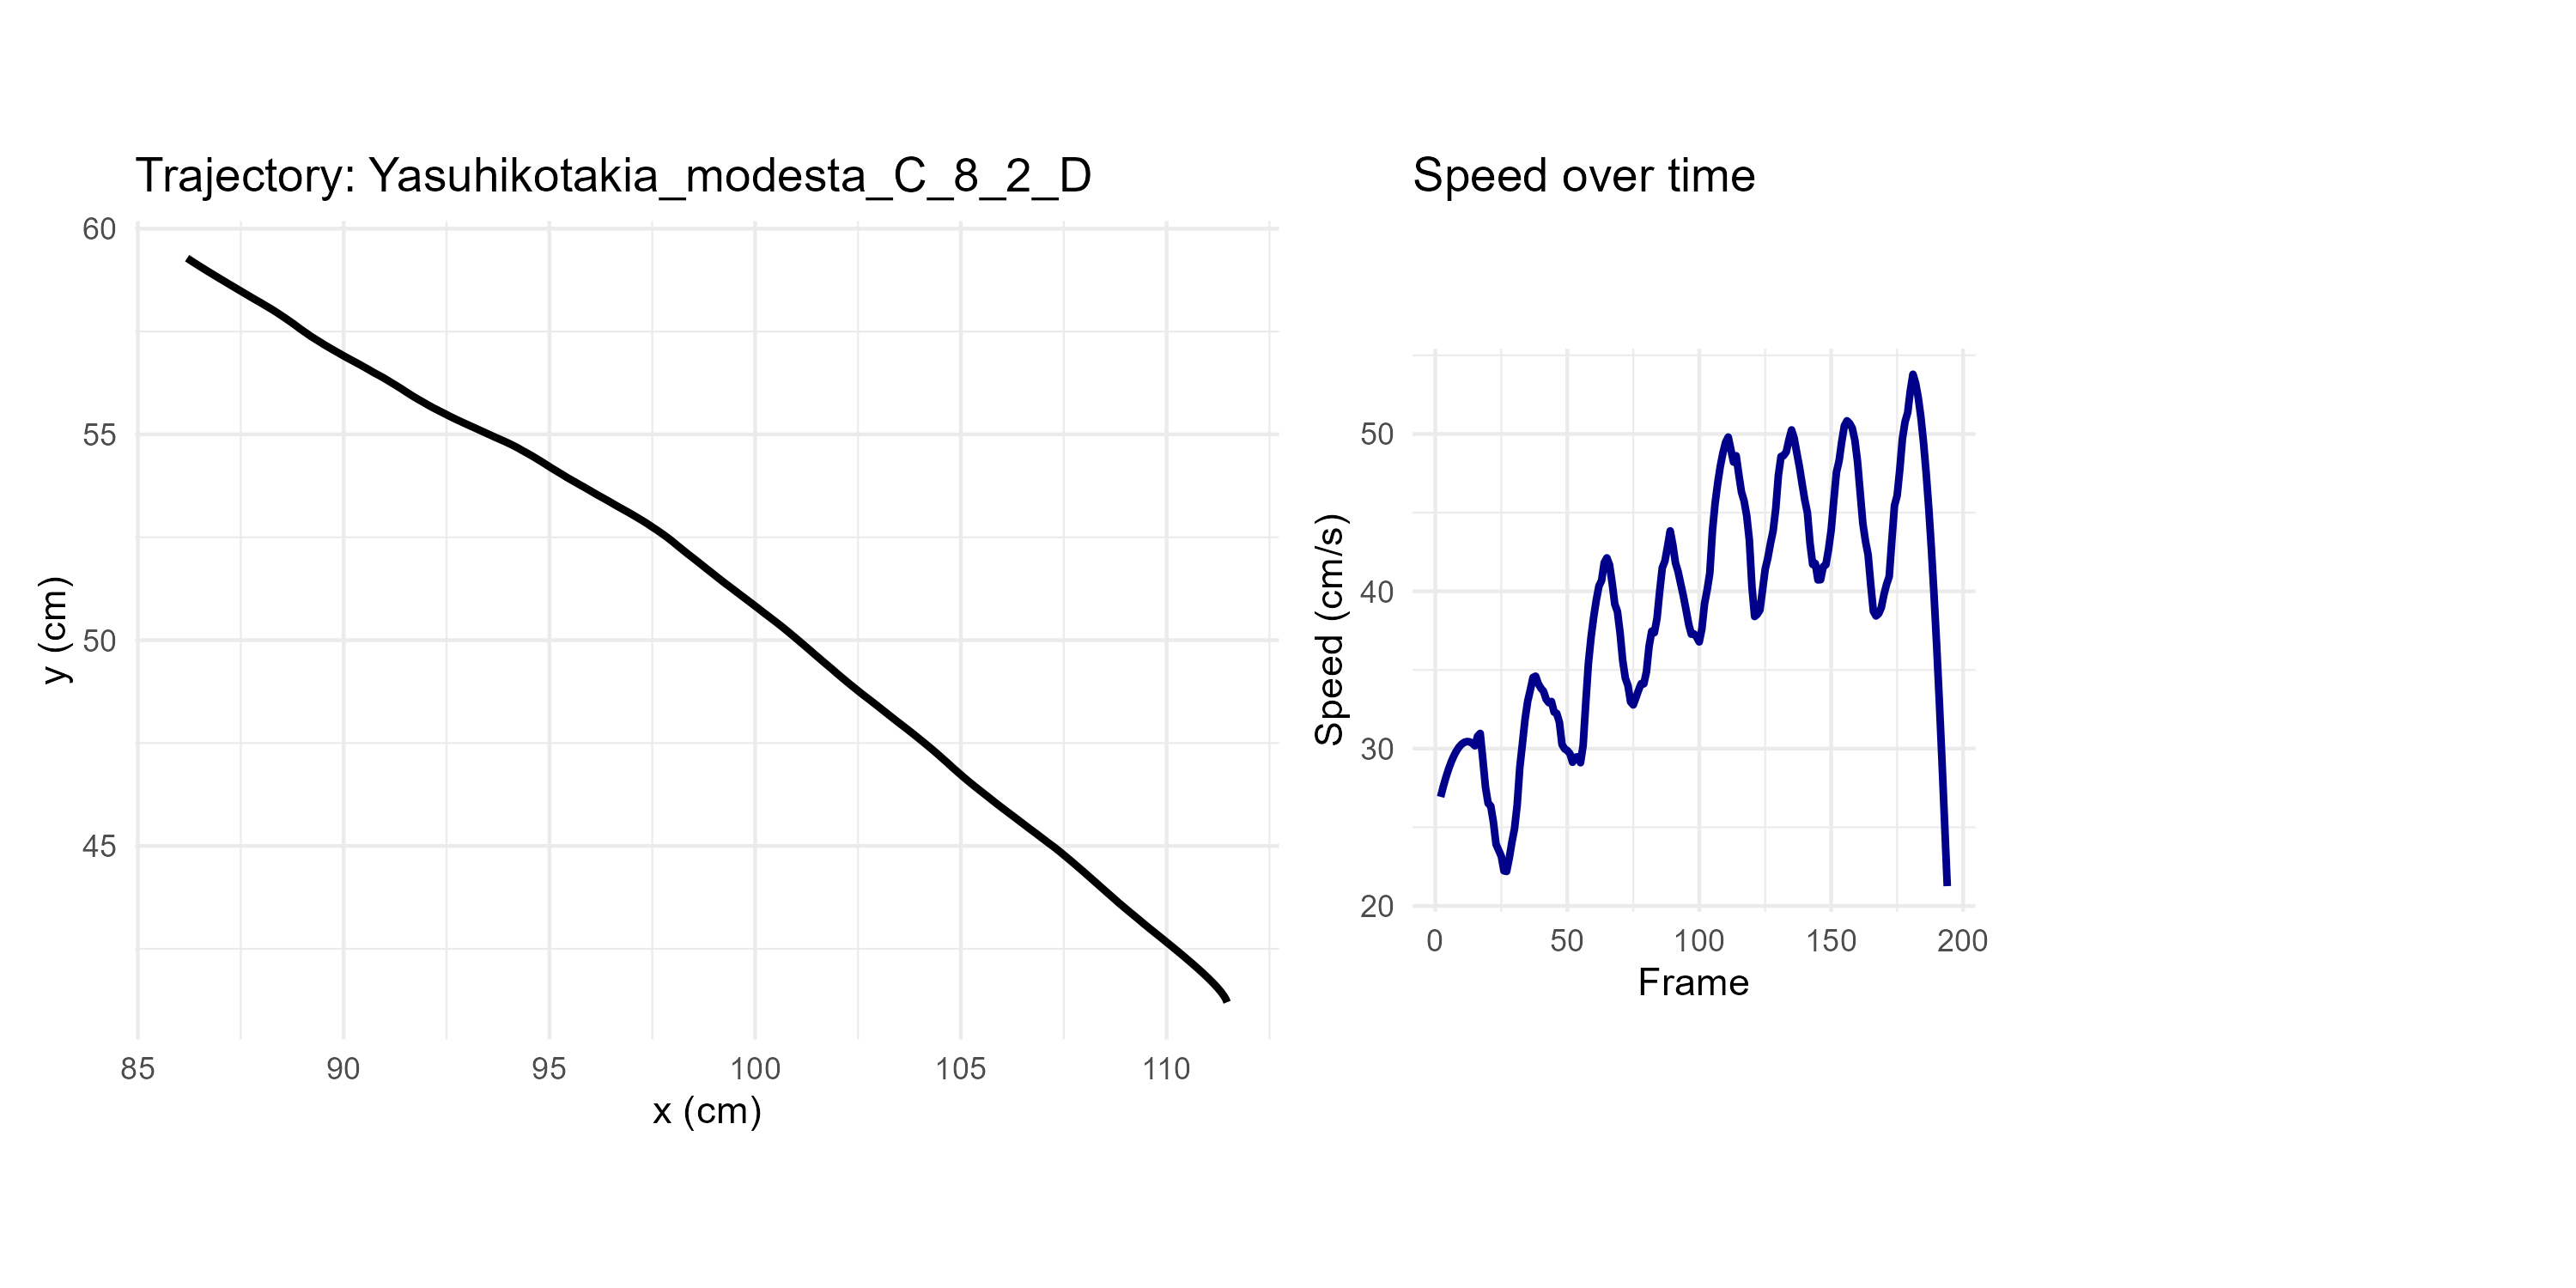 Trajectory: Yasuhikotakia_modesta_C_8_2_D
60
55
50
45
y (cm)
85 90 95 100 105 110
x (cm)
Speed over time
50
40
30
20
Speed (cm/s)
0 50 100 150 200
Frame